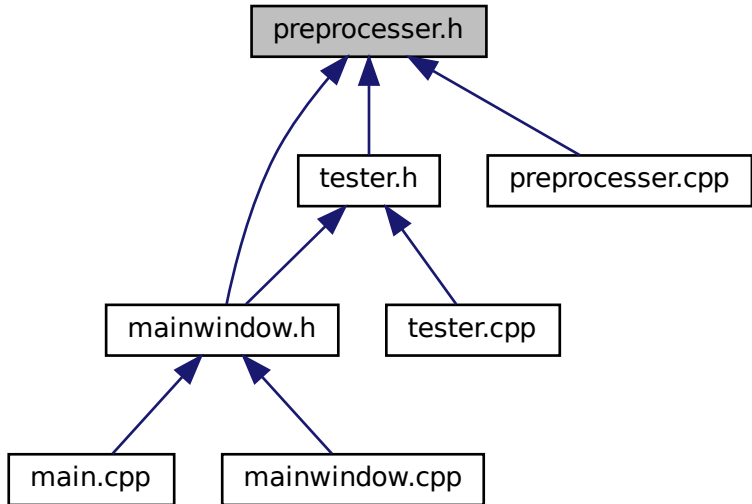 preprocesser.h
tester.h
preprocesser.cpp
mainwindow.h
tester.cpp
main.cpp
mainwindow.cpp